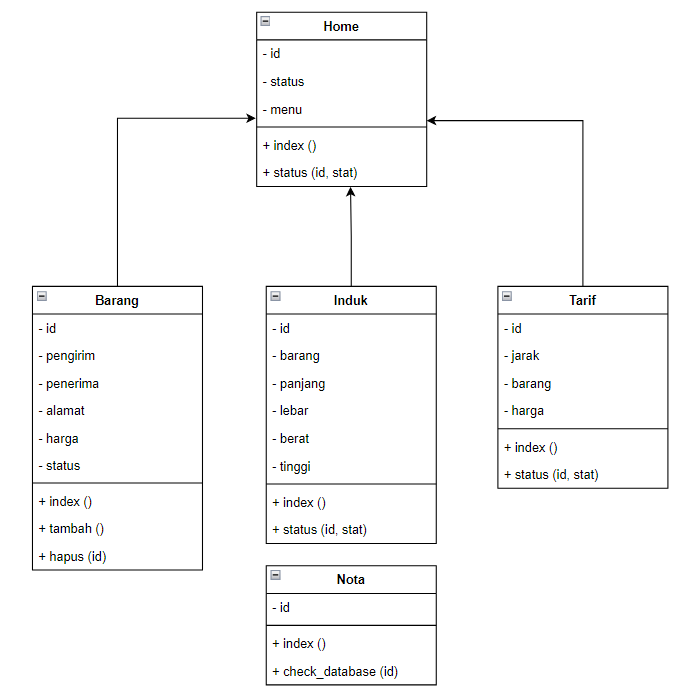 Home
- id
- status
- menu
+ index ()
+ status (id, stat)
Barang
- id
- pengirim
- penerima
- alamat
- harga
- status
+ index ()
+ tambah ()
+ hapus (id)
Induk
- id
- barang
- panjang
- lebar
- berat
- tinggi
+ index ()
+ status (id, stat)
Tarif
- id
- jarak
- barang
- harga
+ index ()
+ status (id, stat)
Nota
- id
+ index ()
+ check_database (id)